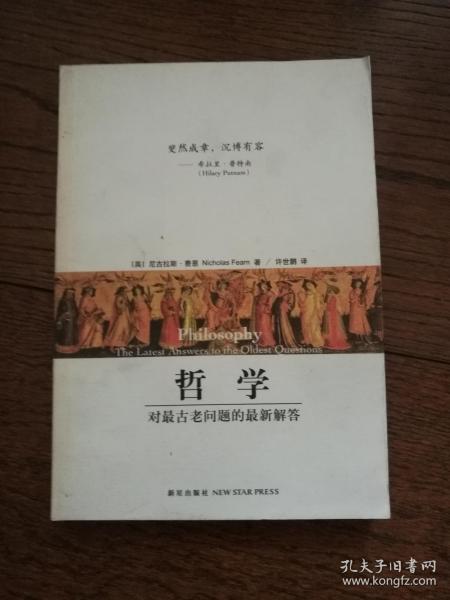 斐然成章，沉博有容
—— 希拉里·普特南
(Hilary Putnam)
〔英〕尼古拉斯·费恩 Nicholas Fearn 著 / 许世鹏 译
Philosophy
The Latest Answers to the Oldest Questions
哲学
对最古老问题的最新解答
新星出版社 NEW STAR PRESS
孔夫子旧书网
www.kongfz.com